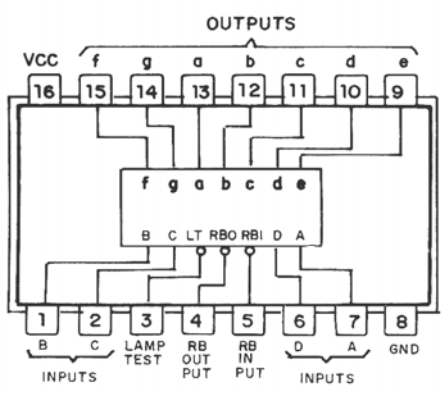 OUTPUTS
VCC f g a b c d e
16 15 14 13 12 11 10 9
f g a b c d e
B C LT RBO RBI D A
1 2 3 4 5 6 7 8
B C LAMP RB RB D A GND
TEST OUT IN
PUT PUT
INPUTS INPUTS